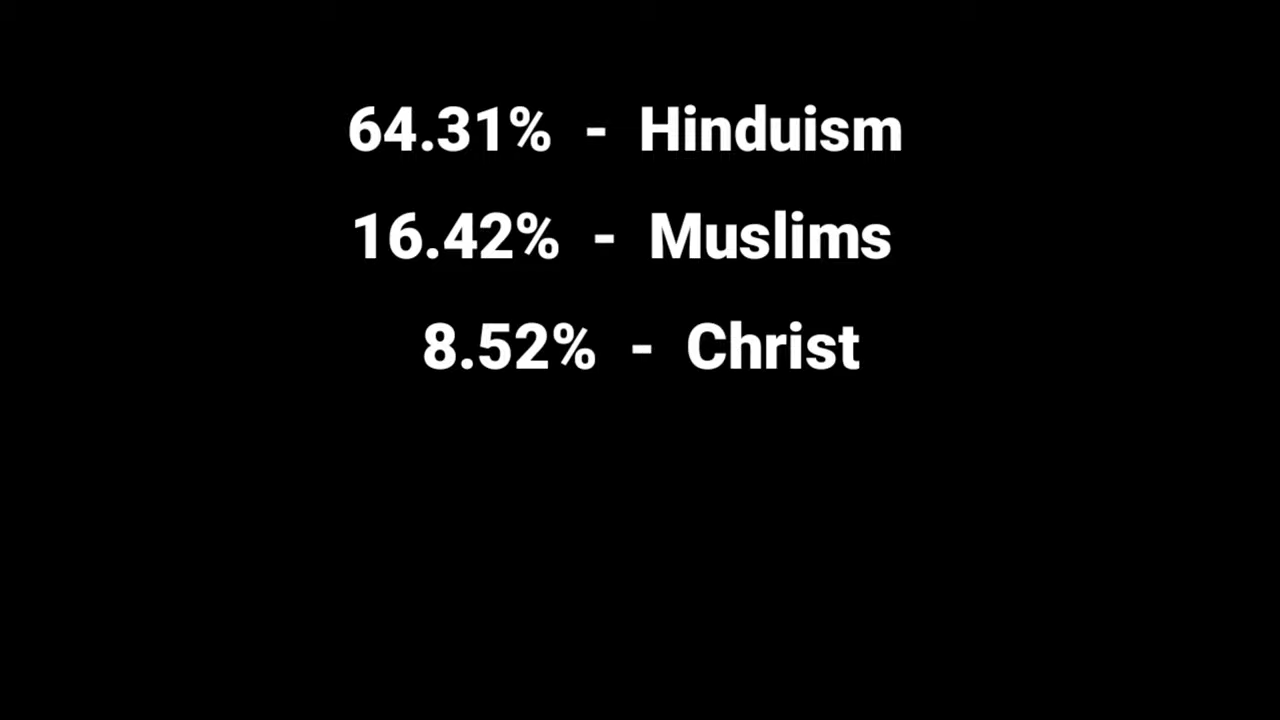 64.31% - Hinduism
16.42% - Muslims
8.52% - Christ